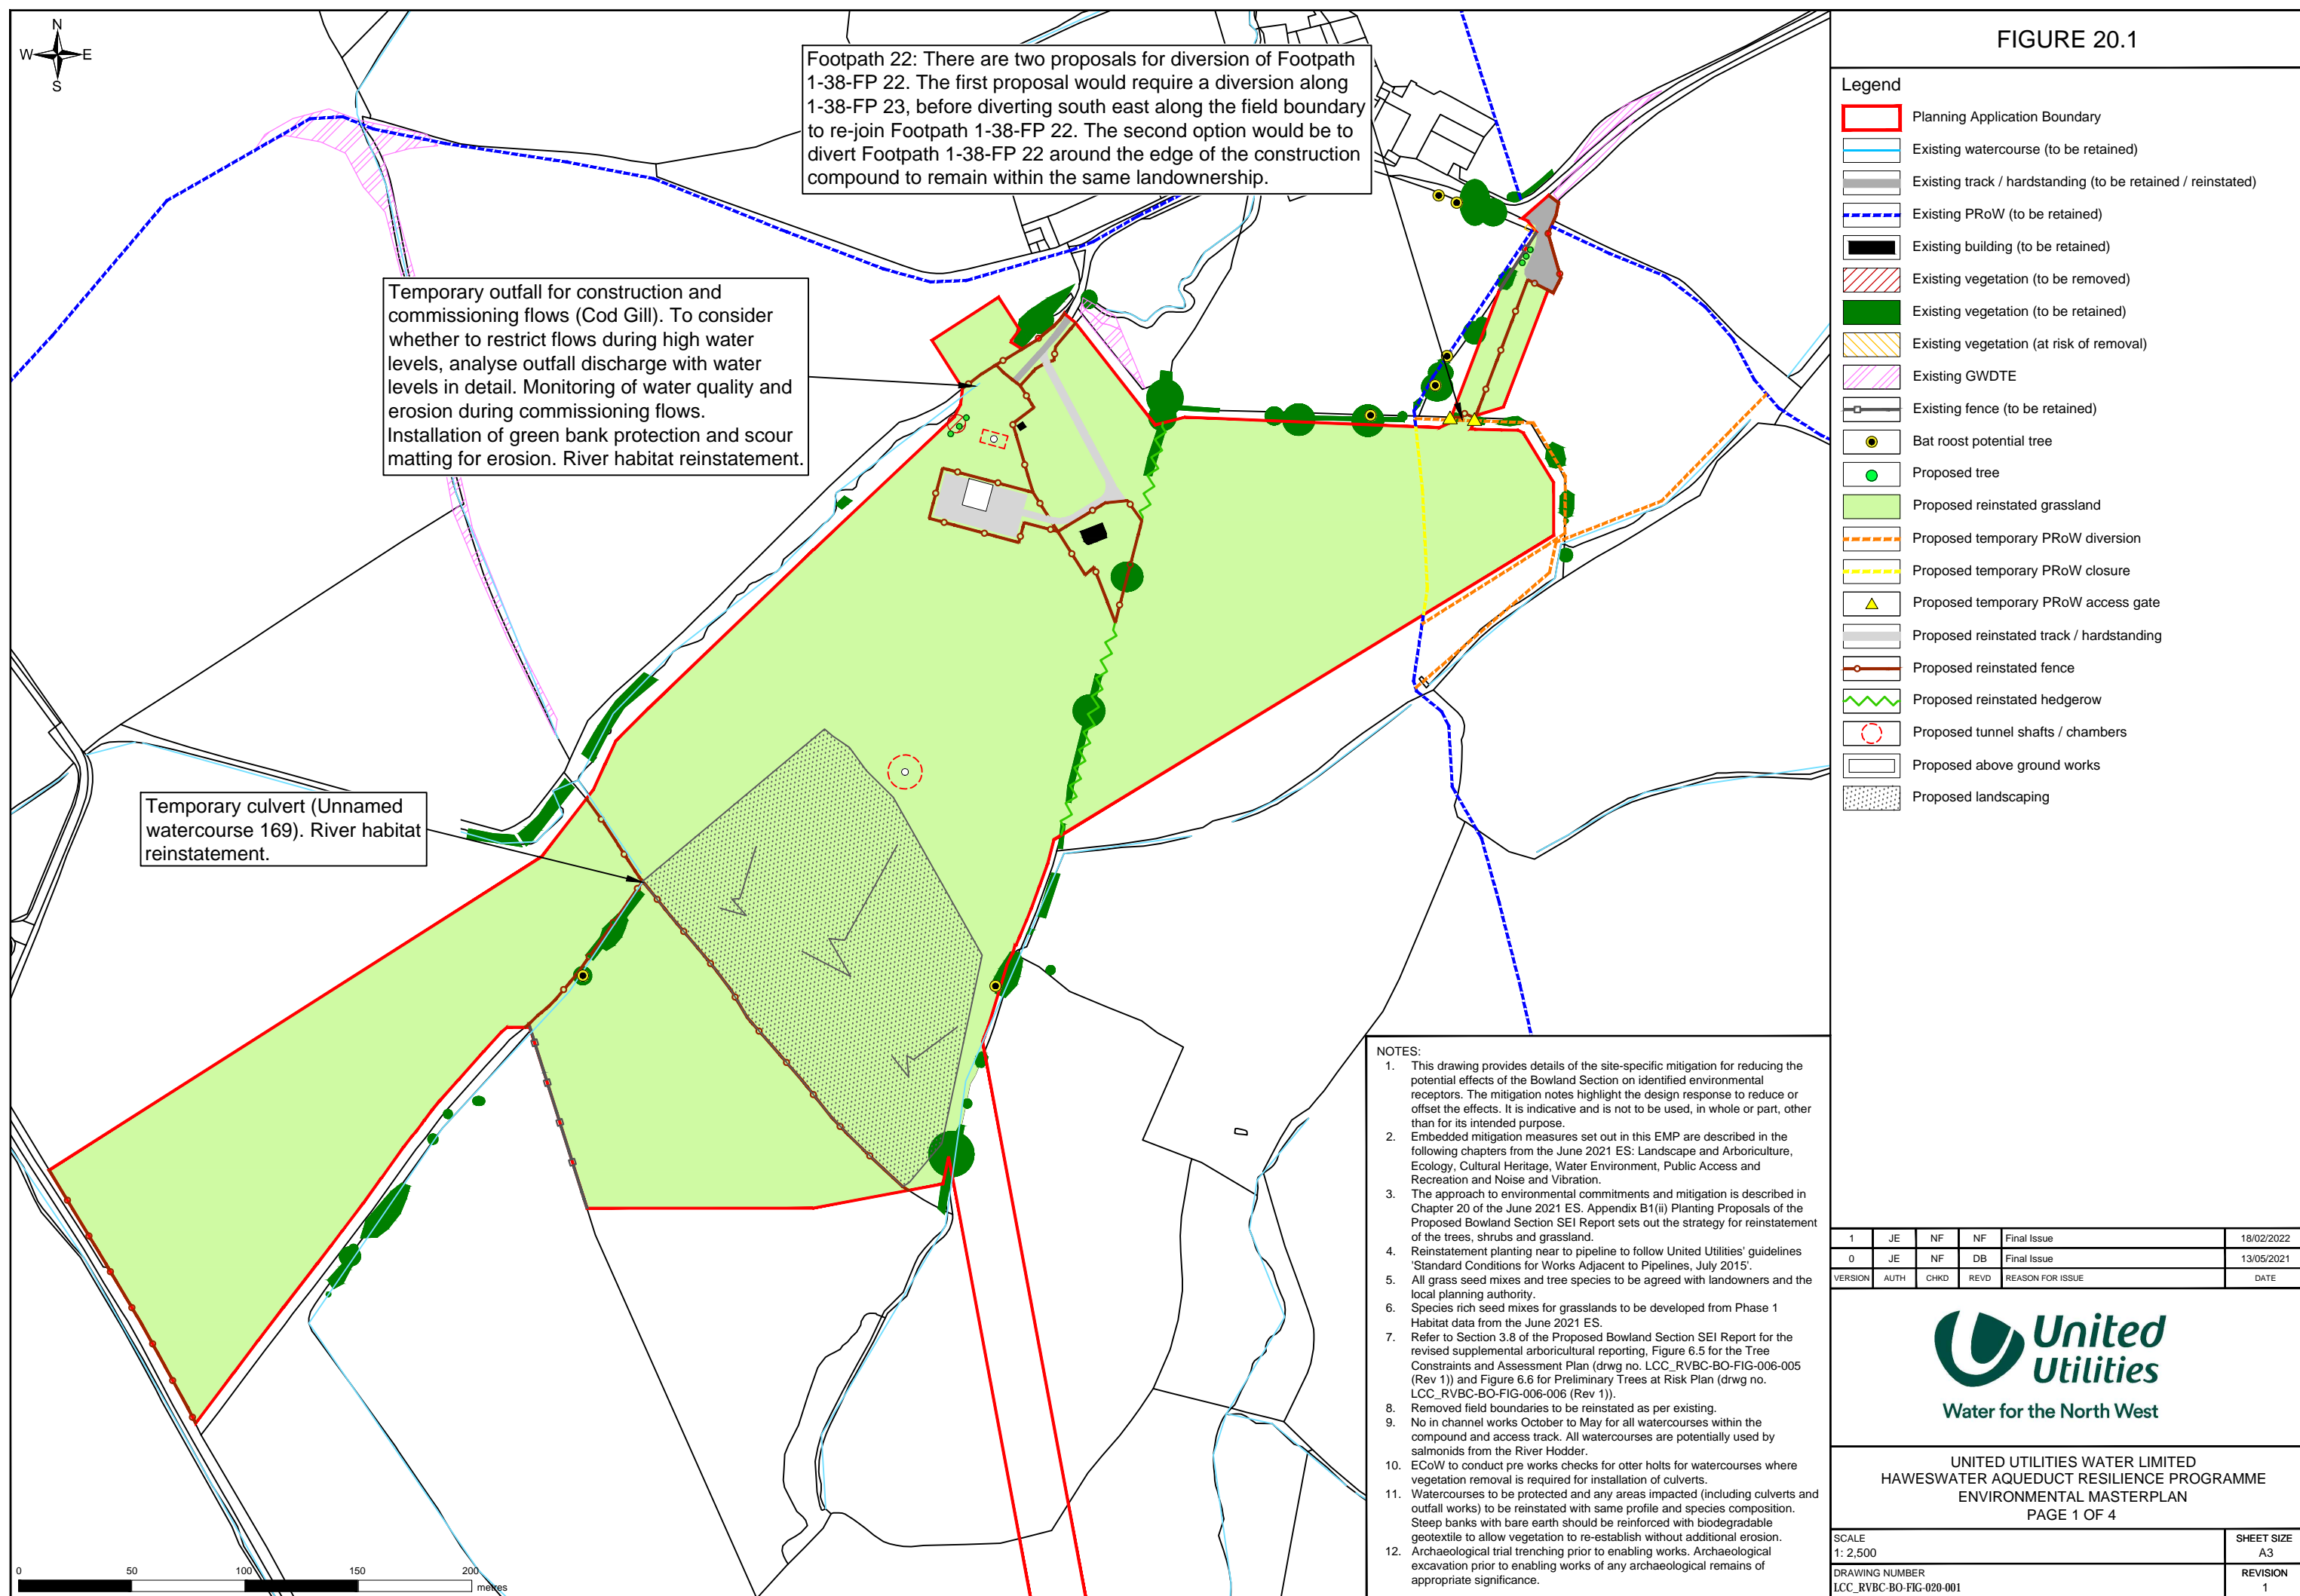 N
W E
S
Footpath 22: There are two proposals for diversion of Footpath
1-38-FP 22. The first proposal would require a diversion along
1-38-FP 23, before diverting south east along the field boundary
to re-join Footpath 1-38-FP 22. The second option would be to
divert Footpath 1-38-FP 22 around the edge of the construction
compound to remain within the same landownership.
Temporary outfall for construction and
commissioning flows (Cod Gill). To consider
whether to restrict flows during high water
levels, analyse outfall discharge with water
levels in detail. Monitoring of water quality and
erosion during commissioning flows.
Installation of green bank protection and scour
matting for erosion. River habitat reinstatement.
Temporary culvert (Unnamed
watercourse 169). River habitat
reinstatement.
0 50 100 150 200
metres
FIGURE 20.1
Legend
Planning Application Boundary
Existing watercourse (to be retained)
Existing track / hardstanding (to be retained / reinstated)
Existing PRoW (to be retained)
Existing building (to be retained)
Existing vegetation (to be removed)
Existing vegetation (to be retained)
Existing vegetation (at risk of removal)
Existing GWDTE
Existing fence (to be retained)
Bat roost potential tree
Proposed tree
Proposed reinstated grassland
Proposed temporary PRoW diversion
Proposed temporary PRoW closure
Proposed temporary PRoW access gate
Proposed reinstated track / hardstanding
Proposed reinstated fence
Proposed reinstated hedgerow
Proposed tunnel shafts / chambers
Proposed above ground works
Proposed landscaping
NOTES:
1. This drawing provides details of the site-specific mitigation for reducing the
potential effects of the Bowland Section on identified environmental
receptors. The mitigation notes highlight the design response to reduce or
offset the effects. It is indicative and is not to be used, in whole or part, other
than for its intended purpose.
2. Embedded mitigation measures set out in this EMP are described in the
following chapters from the June 2021 ES: Landscape and Arboriculture,
Ecology, Cultural Heritage, Water Environment, Public Access and
Recreation and Noise and Vibration.
3. The approach to environmental commitments and mitigation is described in
Chapter 20 of the June 2021 ES. Appendix B1(ii) Planting Proposals of the
Proposed Bowland Section SEI Report sets out the strategy for reinstatement
of the trees, shrubs and grassland.
4. Reinstatement planting near to pipeline to follow United Utilities' guidelines
'Standard Conditions for Works Adjacent to Pipelines, July 2015'.
5. All grass seed mixes and tree species to be agreed with landowners and the
local planning authority.
6. Species rich seed mixes for grasslands to be developed from Phase 1
Habitat data from the June 2021 ES.
7. Refer to Section 3.8 of the Proposed Bowland Section SEI Report for the
revised supplemental arboricultural reporting, Figure 6.5 for the Tree
Constraints and Assessment Plan (drwg no. LCC_RVBC-BO-FIG-006-005
(Rev 1)) and Figure 6.6 for Preliminary Trees at Risk Plan (drwg no.
LCC_RVBC-BO-FIG-006-006 (Rev 1)).
8. Removed field boundaries to be reinstated as per existing.
9. No in channel works October to May for all watercourses within the
compound and access track. All watercourses are potentially used by
salmonids from the River Hodder.
10. ECoW to conduct pre works checks for otter holts for watercourses where
vegetation removal is required for installation of culverts.
11. Watercourses to be protected and any areas impacted (including culverts and
outfall works) to be reinstated with same profile and species composition.
Steep banks with bare earth should be reinforced with biodegradable
geotextile to allow vegetation to re-establish without additional erosion.
12. Archaeological trial trenching prior to enabling works. Archaeological
excavation prior to enabling works of any archaeological remains of
appropriate significance.
1 JE NF NF Final Issue 18/02/2022
0 JE NF DB Final Issue 13/05/2021
VERSION AUTH CHKD REVD REASON FOR ISSUE DATE
United
Utilities
Water for the North West
UNITED UTILITIES WATER LIMITED
HAWESWATER AQUEDUCT RESILIENCE PROGRAMME
ENVIRONMENTAL MASTERPLAN
PAGE 1 OF 4
SCALE
1: 2,500
SHEET SIZE
A3
DRAWING NUMBER
LCC_RVBC-BO-FIG-020-001
REVISION
1